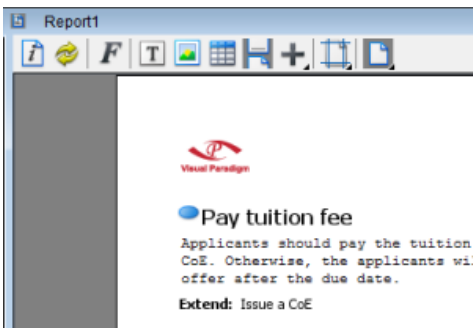 Report1
i
F
T
Visual Paradigm
Pay tuition fee
Applicants should pay the tuition
CoE. Otherwise, the applicants wil
offer after the due date.
Extend: Issue a CoE